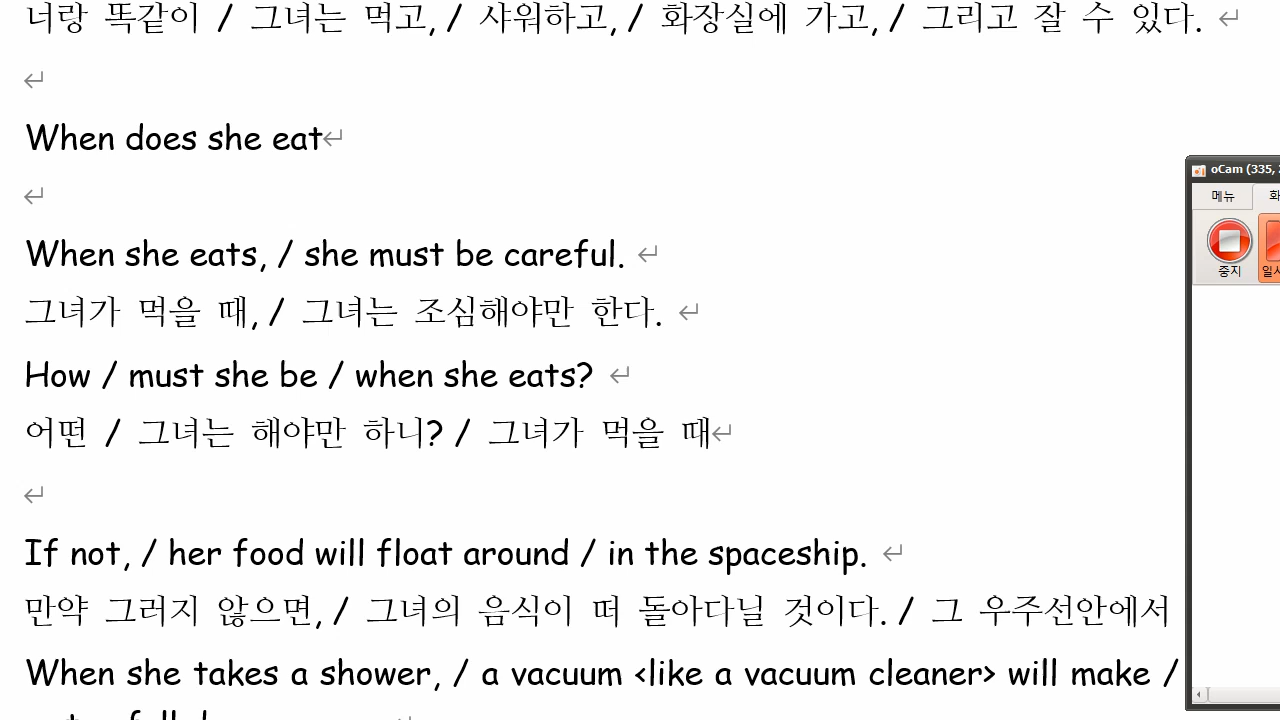 너랑 똑같이 / 그녀는 먹고, / 샤워하고, / 화장실에 가고, / 그리고 잘 수 있다.
When does she eat
When she eats, / she must be careful.
그녀가 먹을 때, / 그녀는 조심해야만 한다.
How / must she be / when she eats?
어떤 / 그녀는 해야만 하니? / 그녀가 먹을 때
If not, / her food will float around / in the spaceship.
만약 그러지 않으면, / 그녀의 음식이 떠 돌아다닐 것이다. / 그 우주선안에서
When she takes a shower, / a vacuum <like a vacuum cleaner> will make /
oCam (335,
메뉴
중지